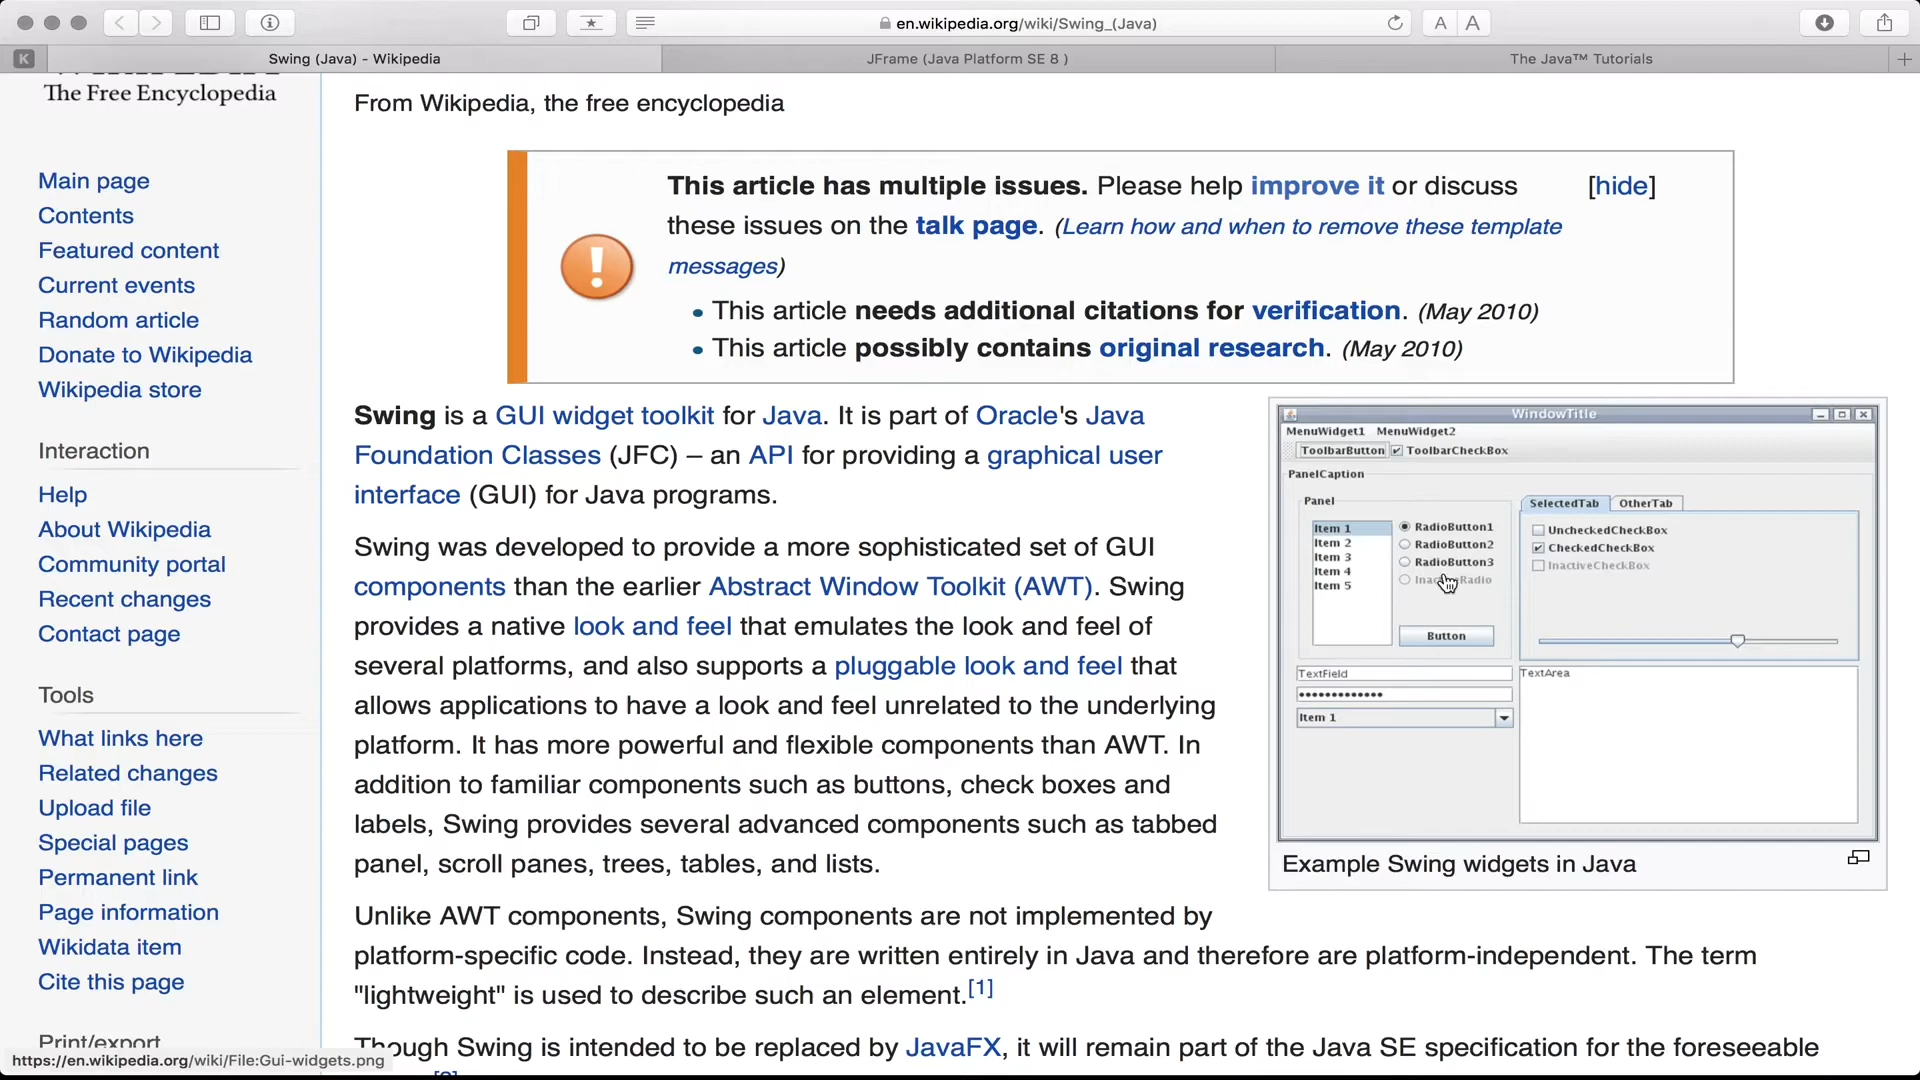 en.wikipedia.org/wiki/Swing_(Java)
A A
K
Swing (Java) - Wikipedia
JFrame (Java Platform SE 8 )
The Java™ Tutorials
The Free Encyclopedia
Main page
Contents
Featured content
Current events
Random article
Donate to Wikipedia
Wikipedia store
Interaction
Help
About Wikipedia
Community portal
Recent changes
Contact page
Tools
What links here
Related changes
Upload file
Special pages
Permanent link
Page information
Wikidata item
Cite this page
Print/export
From Wikipedia, the free encyclopedia
This article has multiple issues. Please help improve it or discuss [hide]
these issues on the talk page. (Learn how and when to remove these template
messages)
• This article needs additional citations for verification. (May 2010)
• This article possibly contains original research. (May 2010)
Swing is a GUI widget toolkit for Java. It is part of Oracle's Java
Foundation Classes (JFC) – an API for providing a graphical user
interface (GUI) for Java programs.
Swing was developed to provide a more sophisticated set of GUI
components than the earlier Abstract Window Toolkit (AWT). Swing
provides a native look and feel that emulates the look and feel of
several platforms, and also supports a pluggable look and feel that
allows applications to have a look and feel unrelated to the underlying
platform. It has more powerful and flexible components than AWT. In
addition to familiar components such as buttons, check boxes and
labels, Swing provides several advanced components such as tabbed
panel, scroll panes, trees, tables, and lists.
WindowTitle
MenuWidget1 MenuWidget2
ToolbarButton ToolbarCheckBox
PanelCaption
Panel
Item 1
Item 2
Item 3
Item 4
Item 5
RadioButton1
RadioButton2
RadioButton3
Button
SelectedTab OtherTab
UncheckedCheckBox
CheckedCheckBox
InactiveCheckBox
TextField
••••••••••••••
Item 1
TextArea
Example Swing widgets in Java
Unlike AWT components, Swing components are not implemented by
platform-specific code. Instead, they are written entirely in Java and therefore are platform-independent. The term
"lightweight" is used to describe such an element.[1]
Though Swing is intended to be replaced by JavaFX, it will remain part of the Java SE specification for the foreseeable
https://en.wikipedia.org/wiki/File:Gui-widgets.png